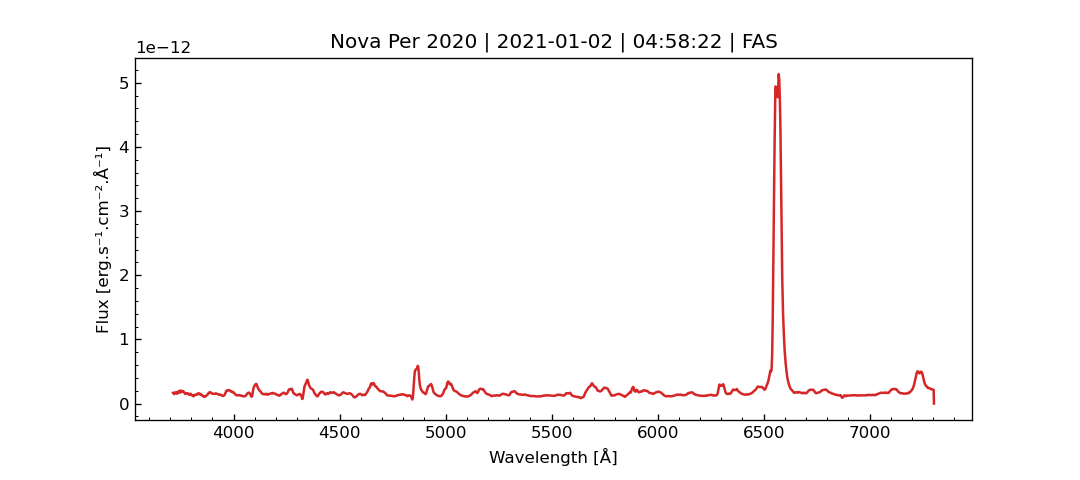 Nova Per 2020 | 2021-01-02 | 04:58:22 | FAS
1e−12
5
4
3
2
1
0
Flux [erg.s⁻¹.cm⁻².Å⁻¹]
4000 4500 5000 5500 6000 6500 7000
Wavelength [Å]